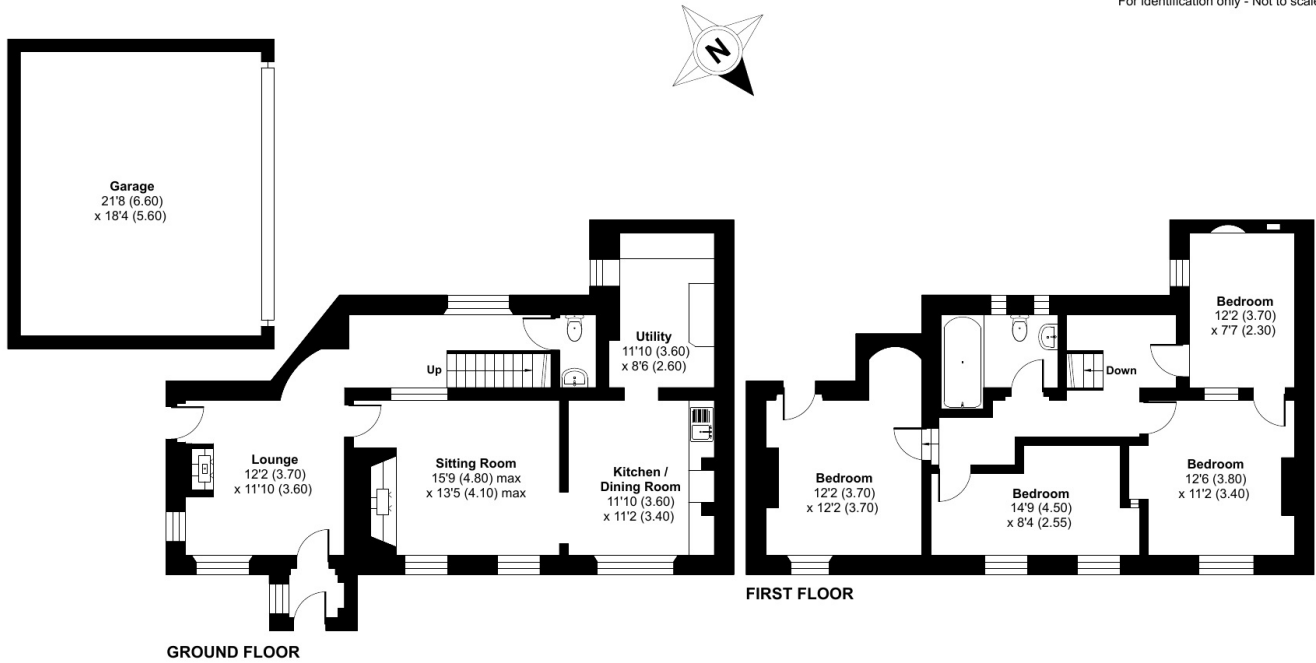 For identification only - Not to scale
N
Garage
21'8 (6.60)
x 18'4 (5.60)
Utility
11'10 (3.60)
x 8'6 (2.60)
Up
Lounge
12'2 (3.70)
x 11'10 (3.60)
Sitting Room
15'9 (4.80) max
x 13'5 (4.10) max
Kitchen /
Dining Room
11'10 (3.60)
x 11'2 (3.40)
GROUND FLOOR
Bedroom
12'2 (3.70)
x 7'7 (2.30)
Down
Bedroom
12'2 (3.70)
x 12'2 (3.70)
Bedroom
14'9 (4.50)
x 8'4 (2.55)
Bedroom
12'6 (3.80)
x 11'2 (3.40)
FIRST FLOOR